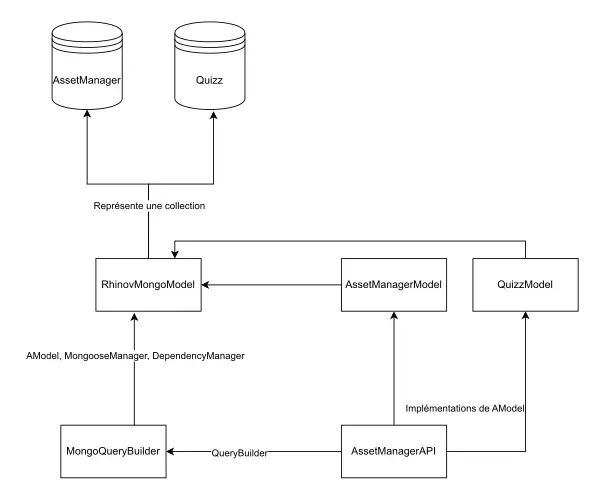 AssetManager
Quizz
Représente une collection
RhinovMongoModel
AssetManagerModel
QuizzModel
AModel, MongooseManager, DependencyManager
Implémentations de AModel
MongoQueryBuilder
QueryBuilder
AssetManagerAPI